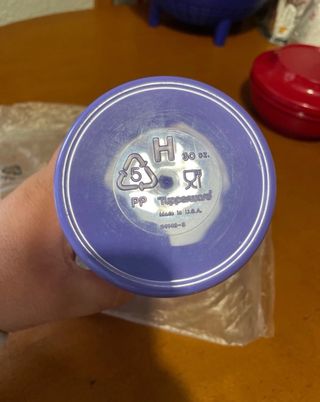 H
30 oz.
5
PP Tupperware
Made in U.S.A.